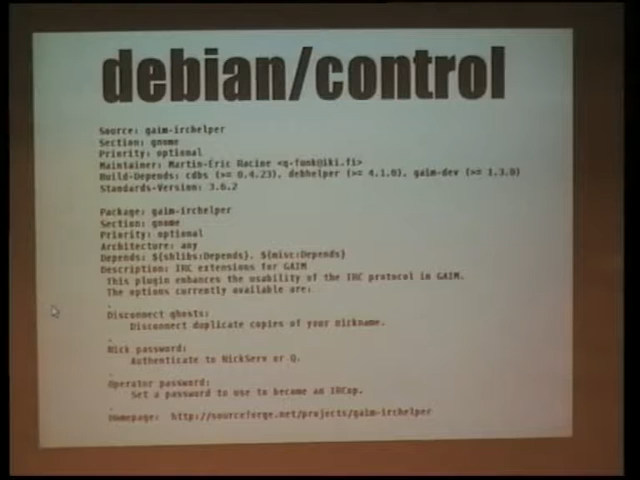 debian/control
Source: gaim-irchelper
Section: gnome
Priority: optional
Maintainer: Martin-Eric Racine <q-funk@iki.fi>
Build-Depends: cdbs (>= 0.4.23), debhelper (>= 4.1.0), gaim-dev (>= 1.3.0)
Standards-Version: 3.6.2
Package: gaim-irchelper
Section: gnome
Priority: optional
Architecture: any
Depends: ${shlibs:Depends}, ${misc:Depends}
Description: IRC extensions for GAIM
This plugin enhances the usability of the IRC protocol in GAIM.
The options currently available are:
.
Disconnect ghosts:
Disconnect duplicate copies of your nickname.
.
Nick password:
Authenticate to NickServ or Q.
.
Operator password:
Set a password to use to become an IRCop.
.
Homepage: http://sourceforge.net/projects/gaim-irchelper